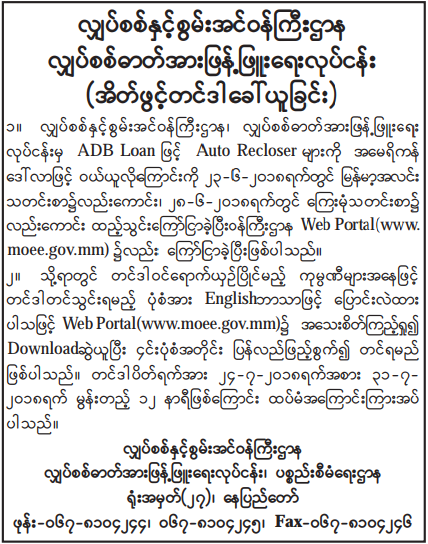 လျှပ်စစ်နှင့်စွမ်းအင်ဝန်ကြီးဌာန
လျှပ်စစ်ဓာတ်အားဖြန့်ဖြူးရေးလုပ်ငန်း
(အိတ်ဖွင့်တင်ဒါခေါ်ယူခြင်း)
၁။ လျှပ်စစ်နှင့်စွမ်းအင်ဝန်ကြီးဌာန၊ လျှပ်စစ်ဓာတ်အားဖြန့်ဖြူးရေး
လုပ်ငန်းမှ ADB Loan ဖြင့် Auto Recloser များကို အမေရိကန်
ဒေါ်လာဖြင့် ဝယ်ယူလိုကြောင်းကို ၂၃-၆-၂၀၁၈ရက်တွင် မြန်မာ့အလင်း
သတင်းစာ၌လည်းကောင်း၊ ၂၈-၆-၂၀၁၈ရက်တွင် ကြေးမုံသတင်းစာ၌
လည်းကောင်း ထည့်သွင်းကြော်ငြာခဲ့ပြီးဝန်ကြီးဌာန Web Portal(www.
moee.gov.mm) ၌လည်း ကြော်ငြာခဲ့ပြီးဖြစ်ပါသည်။
၂။ သို့ရာတွင် တင်ဒါဝင်ရောက်ယှဉ်ပြိုင်မည့် ကုမ္ပဏီများအနေဖြင့်
တင်ဒါတင်သွင်းရမည့် ပုံစံအား Englishဘာသာဖြင့် ပြောင်းလဲထား
ပါသဖြင့် Web Portal(www.moee.gov.mm)၌ အသေးစိတ်ကြည့်ရှု၍
Downloadဆွဲယူပြီး ၄င်းပုံစံအတိုင်း ပြန်လည်ဖြည့်စွက်၍ တင်ရမည်
ဖြစ်ပါသည်။ တင်ဒါပိတ်ရက်အား ၂၄-၇-၂၀၁၈ရက်အစား ၃၁-၇-
၂၀၁၈ရက် မွန်းတည့် ၁၂ နာရီဖြစ်ကြောင်း ထပ်မံအကြောင်းကြားအပ်
ပါသည်။
လျှပ်စစ်နှင့်စွမ်းအင်ဝန်ကြီးဌာန
လျှပ်စစ်ဓာတ်အားဖြန့်ဖြူးရေးလုပ်ငန်း၊ ပစ္စည်းစီမံရေးဌာန
ရုံးအမှတ်(၂၇)၊ နေပြည်တော်
ဖုန်း-၀၆၇-၈၁၀၄၂၄၄၊ ၀၆၇-၈၁၀၄၂၄၅၊ Fax-၀၆၇-၈၁၀၄၂၄၆